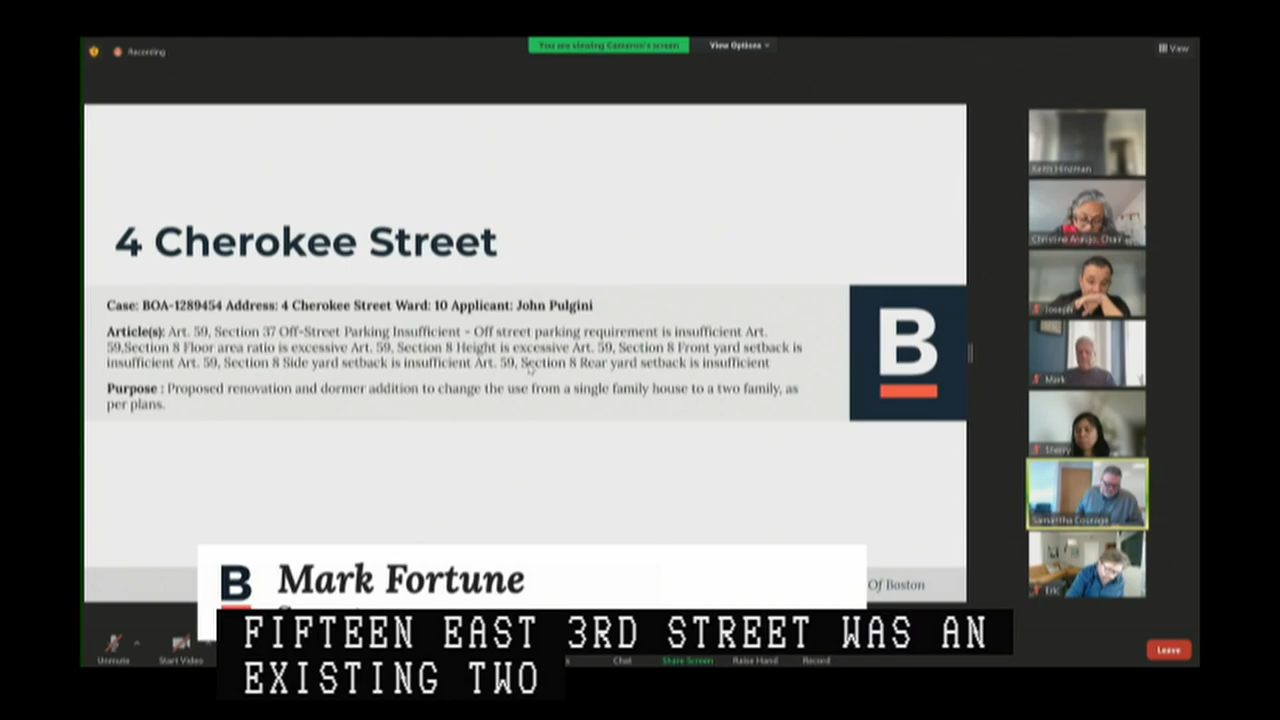 Recording
You are viewing Cameron's screen
View Options
View
4 Cherokee Street
Case: BOA-1289454 Address: 4 Cherokee Street Ward: 10 Applicant: John Pulgini
Article(s): Art. 59, Section 37 Off-Street Parking Insufficient - Off street parking requirement is insufficient Art.
59,Section 8 Floor area ratio is excessive Art. 59, Section 8 Height is excessive Art. 59, Section 8 Front yard setback is
insufficient Art. 59, Section 8 Side yard setback is insufficient Art. 59, Section 8 Rear yard setback is insufficient
Purpose : Proposed renovation and dormer addition to change the use from a single family house to a two family, as
per plans.
B
Keith Hinzman
Christine Araujo, Chair
Joseph
Mark
Sherry
Samantha Courage
Eric
B
Mark Fortune
Of Boston
FIFTEEN EAST 3RD STREET WAS AN
EXISTING TWO
Unmute
Start Video
Chat
Share Screen
Raise Hand
Record
Leave